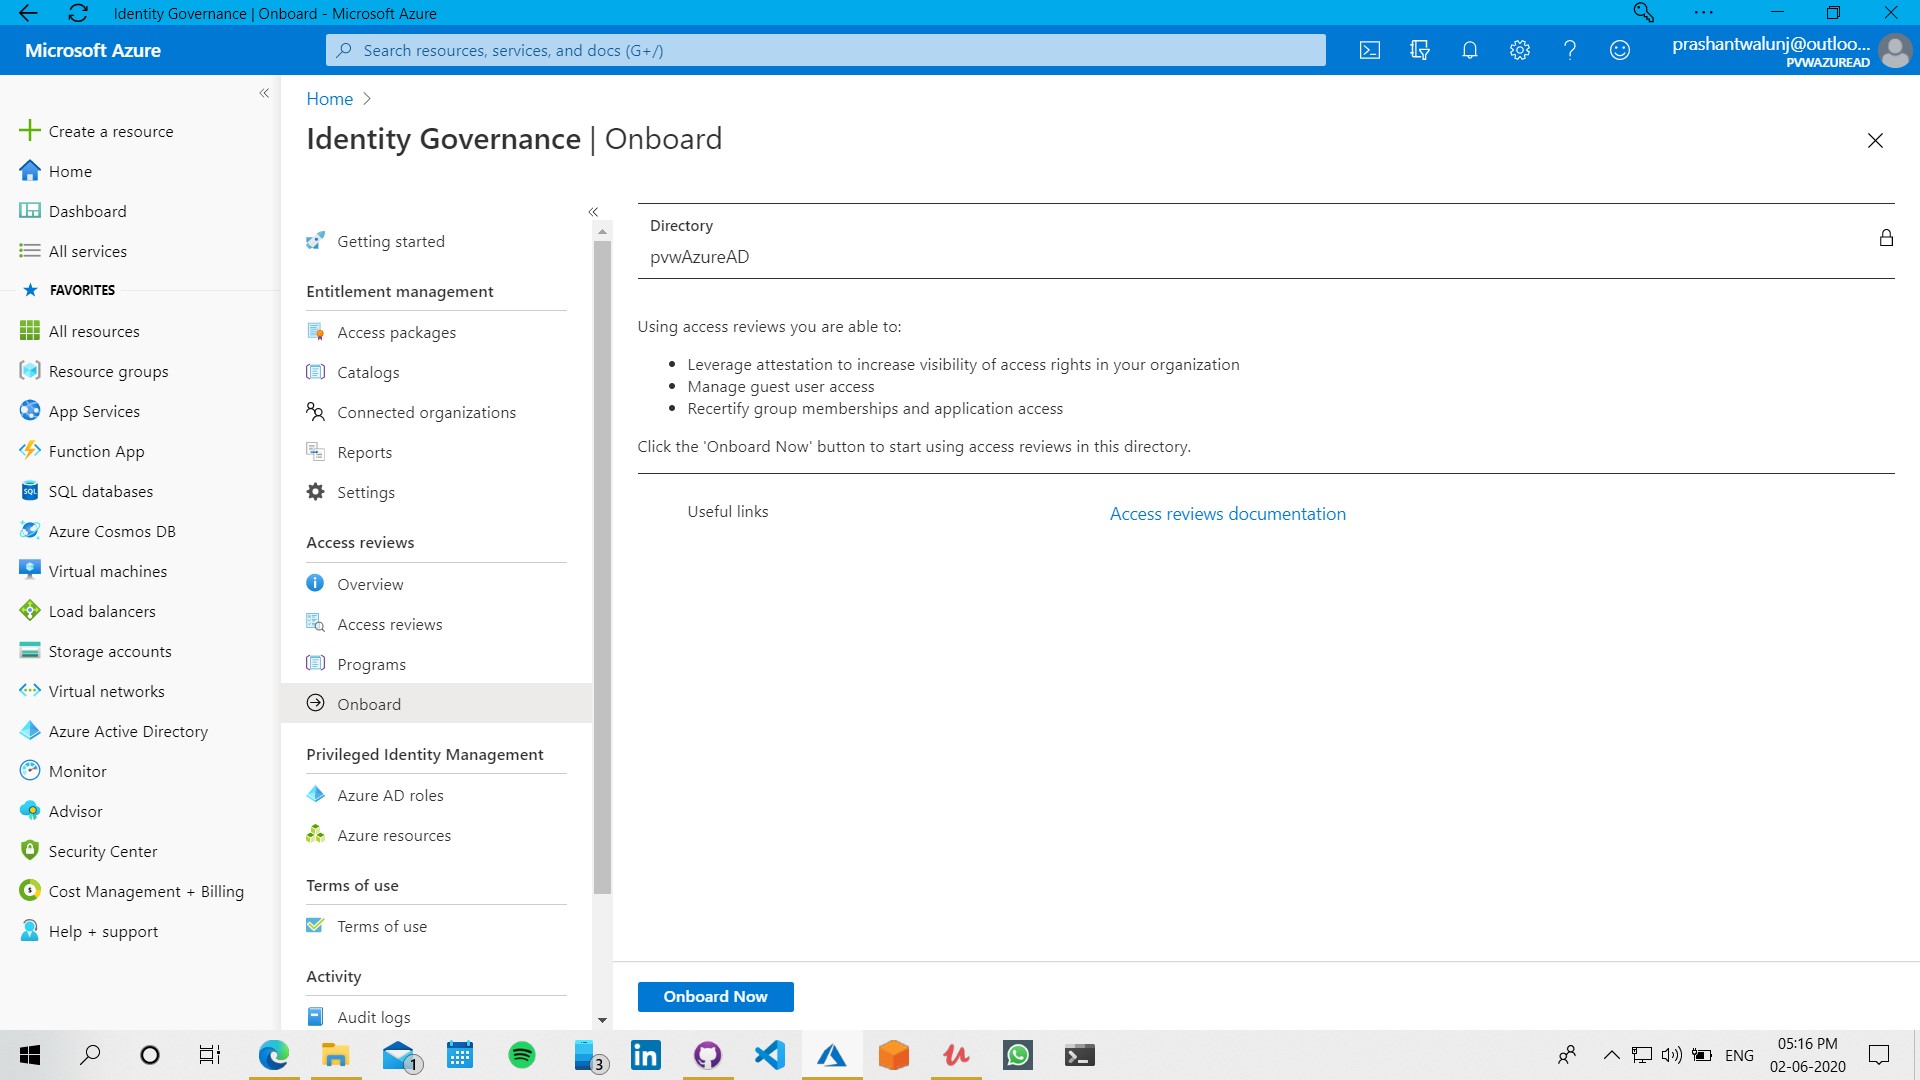 Identity Governance | Onboard - Microsoft Azure
Microsoft Azure
Search resources, services, and docs (G+/)
prashantwalunj@outloo...
PVWAZUREAD
Create a resource
Home
Dashboard
All services
FAVORITES
All resources
Resource groups
App Services
Function App
SQL databases
Azure Cosmos DB
Virtual machines
Load balancers
Storage accounts
Virtual networks
Azure Active Directory
Monitor
Advisor
Security Center
Cost Management + Billing
Help + support
Home
Identity Governance | Onboard
Getting started
Entitlement management
Access packages
Catalogs
Connected organizations
Reports
Settings
Access reviews
Overview
Access reviews
Programs
Onboard
Privileged Identity Management
Azure AD roles
Azure resources
Terms of use
Terms of use
Activity
Audit logs
Directory
pvwAzureAD
Using access reviews you are able to:
Leverage attestation to increase visibility of access rights in your organization
Manage guest user access
Recertify group memberships and application access
Click the 'Onboard Now' button to start using access reviews in this directory.
Useful links
Access reviews documentation
Onboard Now
1
3
ENG
05:16 PM
02-06-2020